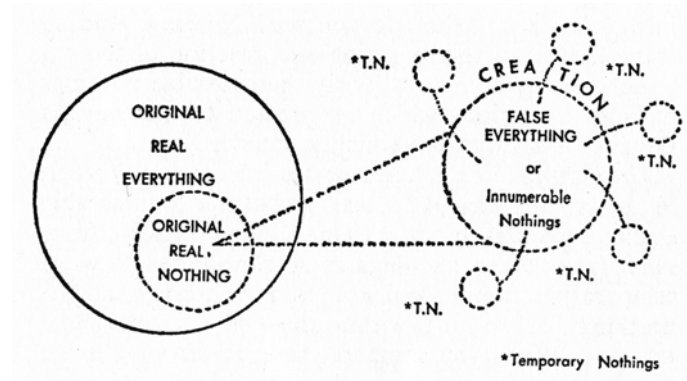 ORIGINAL
REAL
EVERYTHING
ORIGINAL
REAL
NOTHING
CREATION
FALSE
EVERYTHING
or
Innumerable
Nothings
*T.N.
*T.N.
*T.N.
*T.N.
*T.N.
*Temporary Nothings